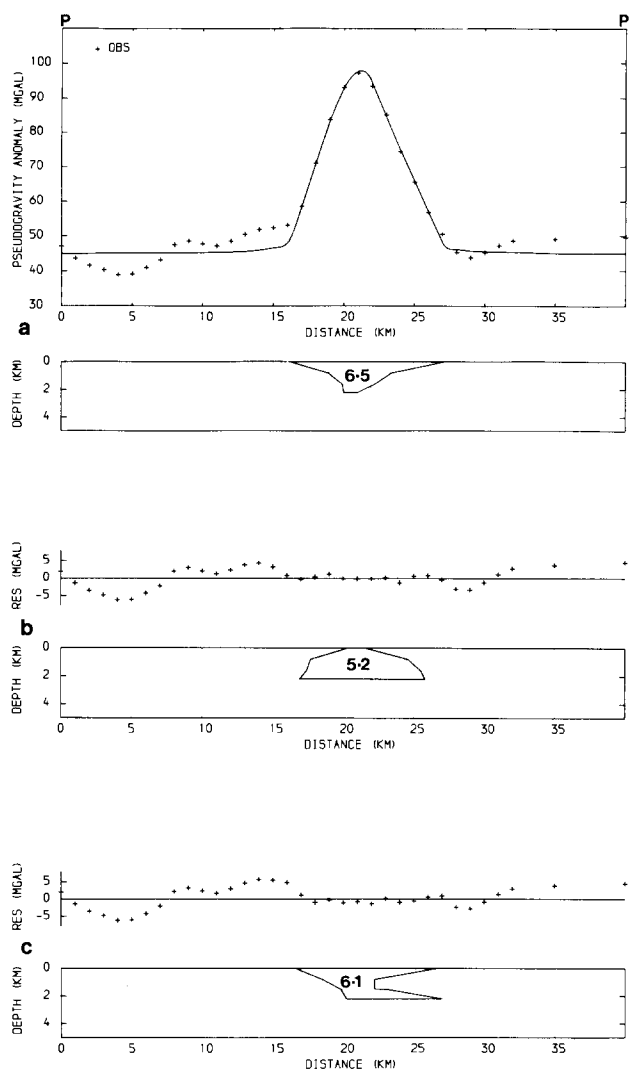 P P
+ OBS
PSEUDOGRAVITY ANOMALY (MGAL)
100
90
80
70
60
50
40
30
0 5 10 15 20 25 30 35
DISTANCE (KM)
a
DEPTH (KM)
0
2
4
6·5
RES (MGAL)
5
0
-5
b
DEPTH (KM)
0
2
4
5·2
0 5 10 15 20 25 30 35
DISTANCE (KM)
RES (MGAL)
5
0
-5
c
DEPTH (KM)
0
2
4
6·1
0 5 10 15 20 25 30 35
DISTANCE (KM)